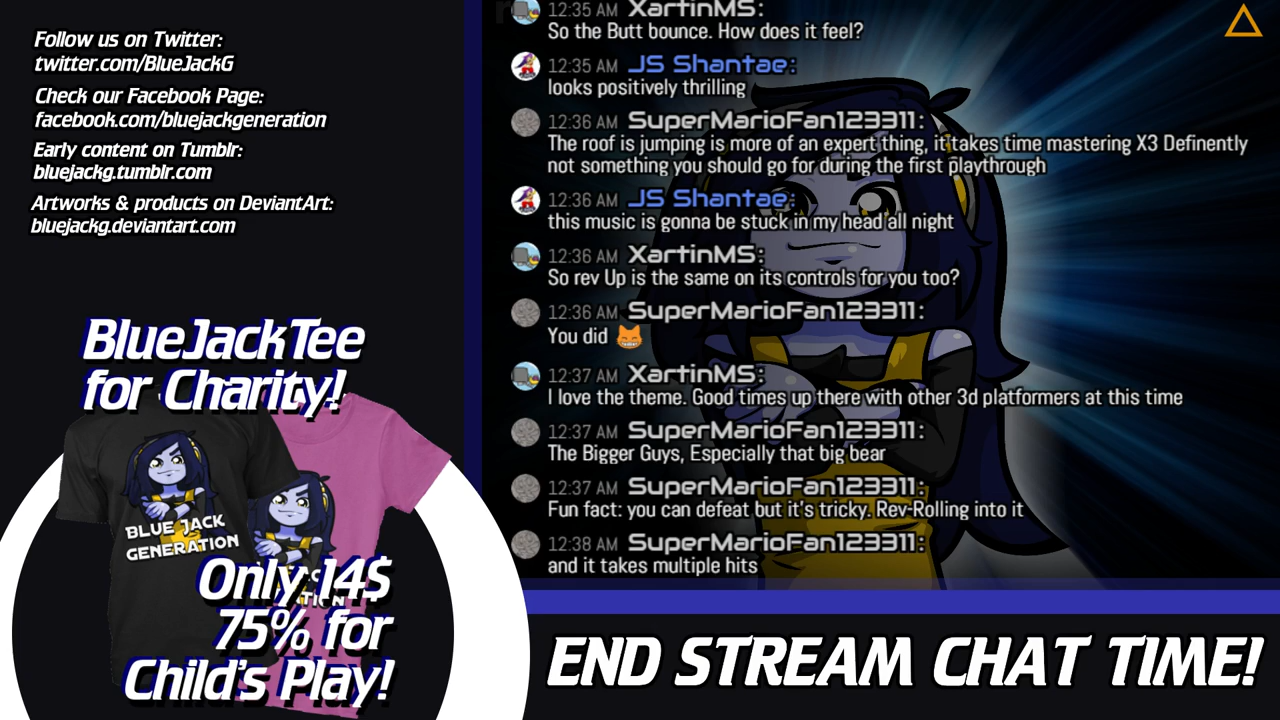 Follow us on Twitter:
twitter.com/BlueJackG
Check our Facebook Page:
facebook.com/bluejackgeneration
Early content on Tumblr:
bluejackg.tumblr.com
Artworks & products on DeviantArt:
bluejackg.deviantart.com
BlueJackTee
for Charity!
BLUE JACK
GENERATION
Only 14$
75% for
Child's Play!
12:35 AM XartinMS:
So the Butt bounce. How does it feel?
12:35 AM JS Shantae:
looks positively thrilling
12:36 AM SuperMarioFan123311:
The roof is jumping is more of an expert thing, it takes time mastering X3 Definently
not something you should go for during the first playthrough
12:36 AM JS Shantae:
this music is gonna be stuck in my head all night
12:36 AM XartinMS:
So rev Up is the same on its controls for you too?
12:36 AM SuperMarioFan123311:
You did
12:37 AM XartinMS:
I love the theme. Good times up there with other 3d platformers at this time
12:37 AM SuperMarioFan123311:
The Bigger Guys, Especially that big bear
12:37 AM SuperMarioFan123311:
Fun fact: you can defeat but it's tricky. Rev-Rolling into it
12:38 AM SuperMarioFan123311:
and it takes multiple hits
END STREAM CHAT TIME!